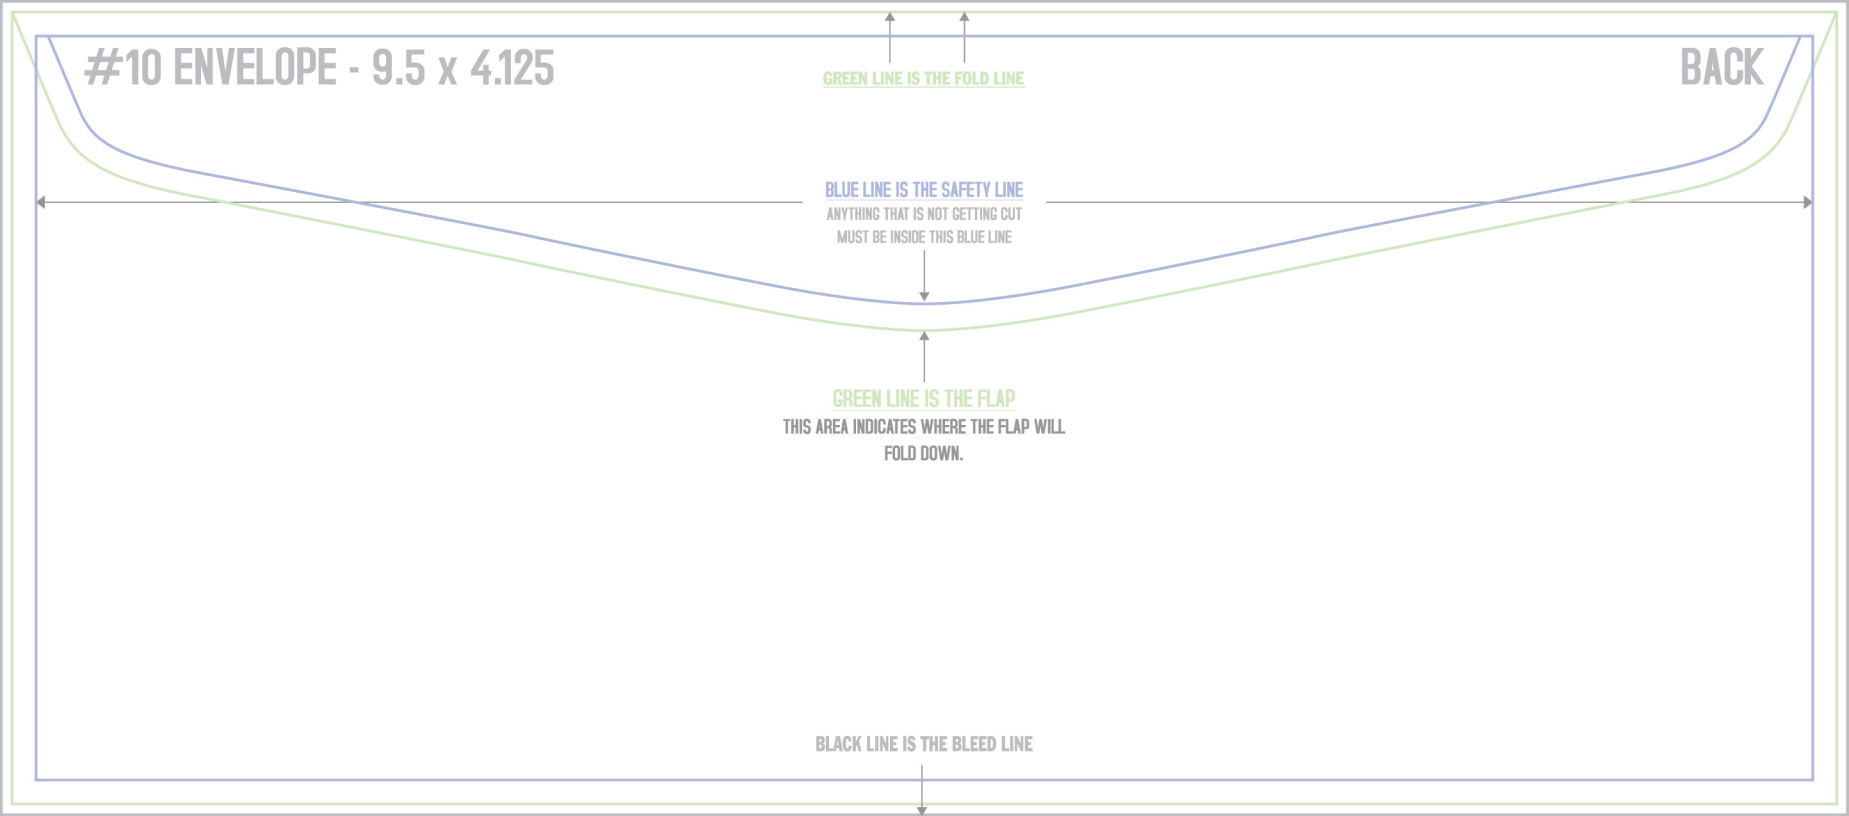 #10 ENVELOPE - 9.5 x 4.125
BACK
GREEN LINE IS THE FOLD LINE
BLUE LINE IS THE SAFETY LINE
ANYTHING THAT IS NOT GETTING CUT
MUST BE INSIDE THIS BLUE LINE
GREEN LINE IS THE FLAP
THIS AREA INDICATES WHERE THE FLAP WILL
FOLD DOWN.
BLACK LINE IS THE BLEED LINE